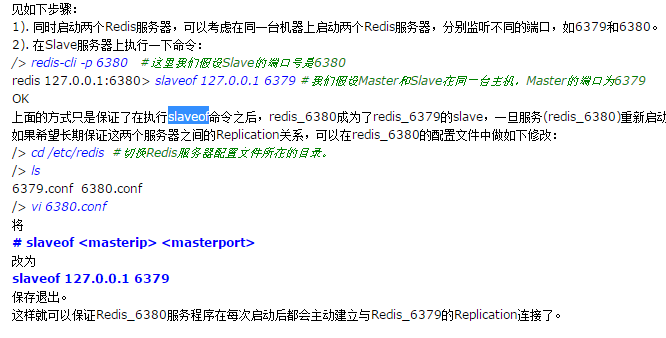 见如下步骤：
1). 同时启动两个Redis服务器，可以考虑在同一台机器上启动两个Redis服务器，分别监听不同的端口，如6379和6380。
2). 在Slave服务器上执行一下命令：
/> redis-cli -p 6380   #这里我们假设Slave的端口号是6380
redis 127.0.0.1:6380> slaveof 127.0.0.1 6379 #我们假设Master和Slave在同一台主机，Master的端口为6379
OK
上面的方式只是保证了在执行slaveof命令之后，redis_6380成为了redis_6379的slave，一旦服务(redis_6380)重新启动
如果希望长期保证这两个服务器之间的Replication关系，可以在redis_6380的配置文件中做如下修改：
/> cd /etc/redis  #切换Redis服务器配置文件所在的目录。
/> ls
6379.conf  6380.conf
/> vi 6380.conf
将
# slaveof <masterip> <masterport>
改为
slaveof 127.0.0.1 6379
保存退出。
这样就可以保证Redis_6380服务程序在每次启动后都会主动建立与Redis_6379的Replication连接了。